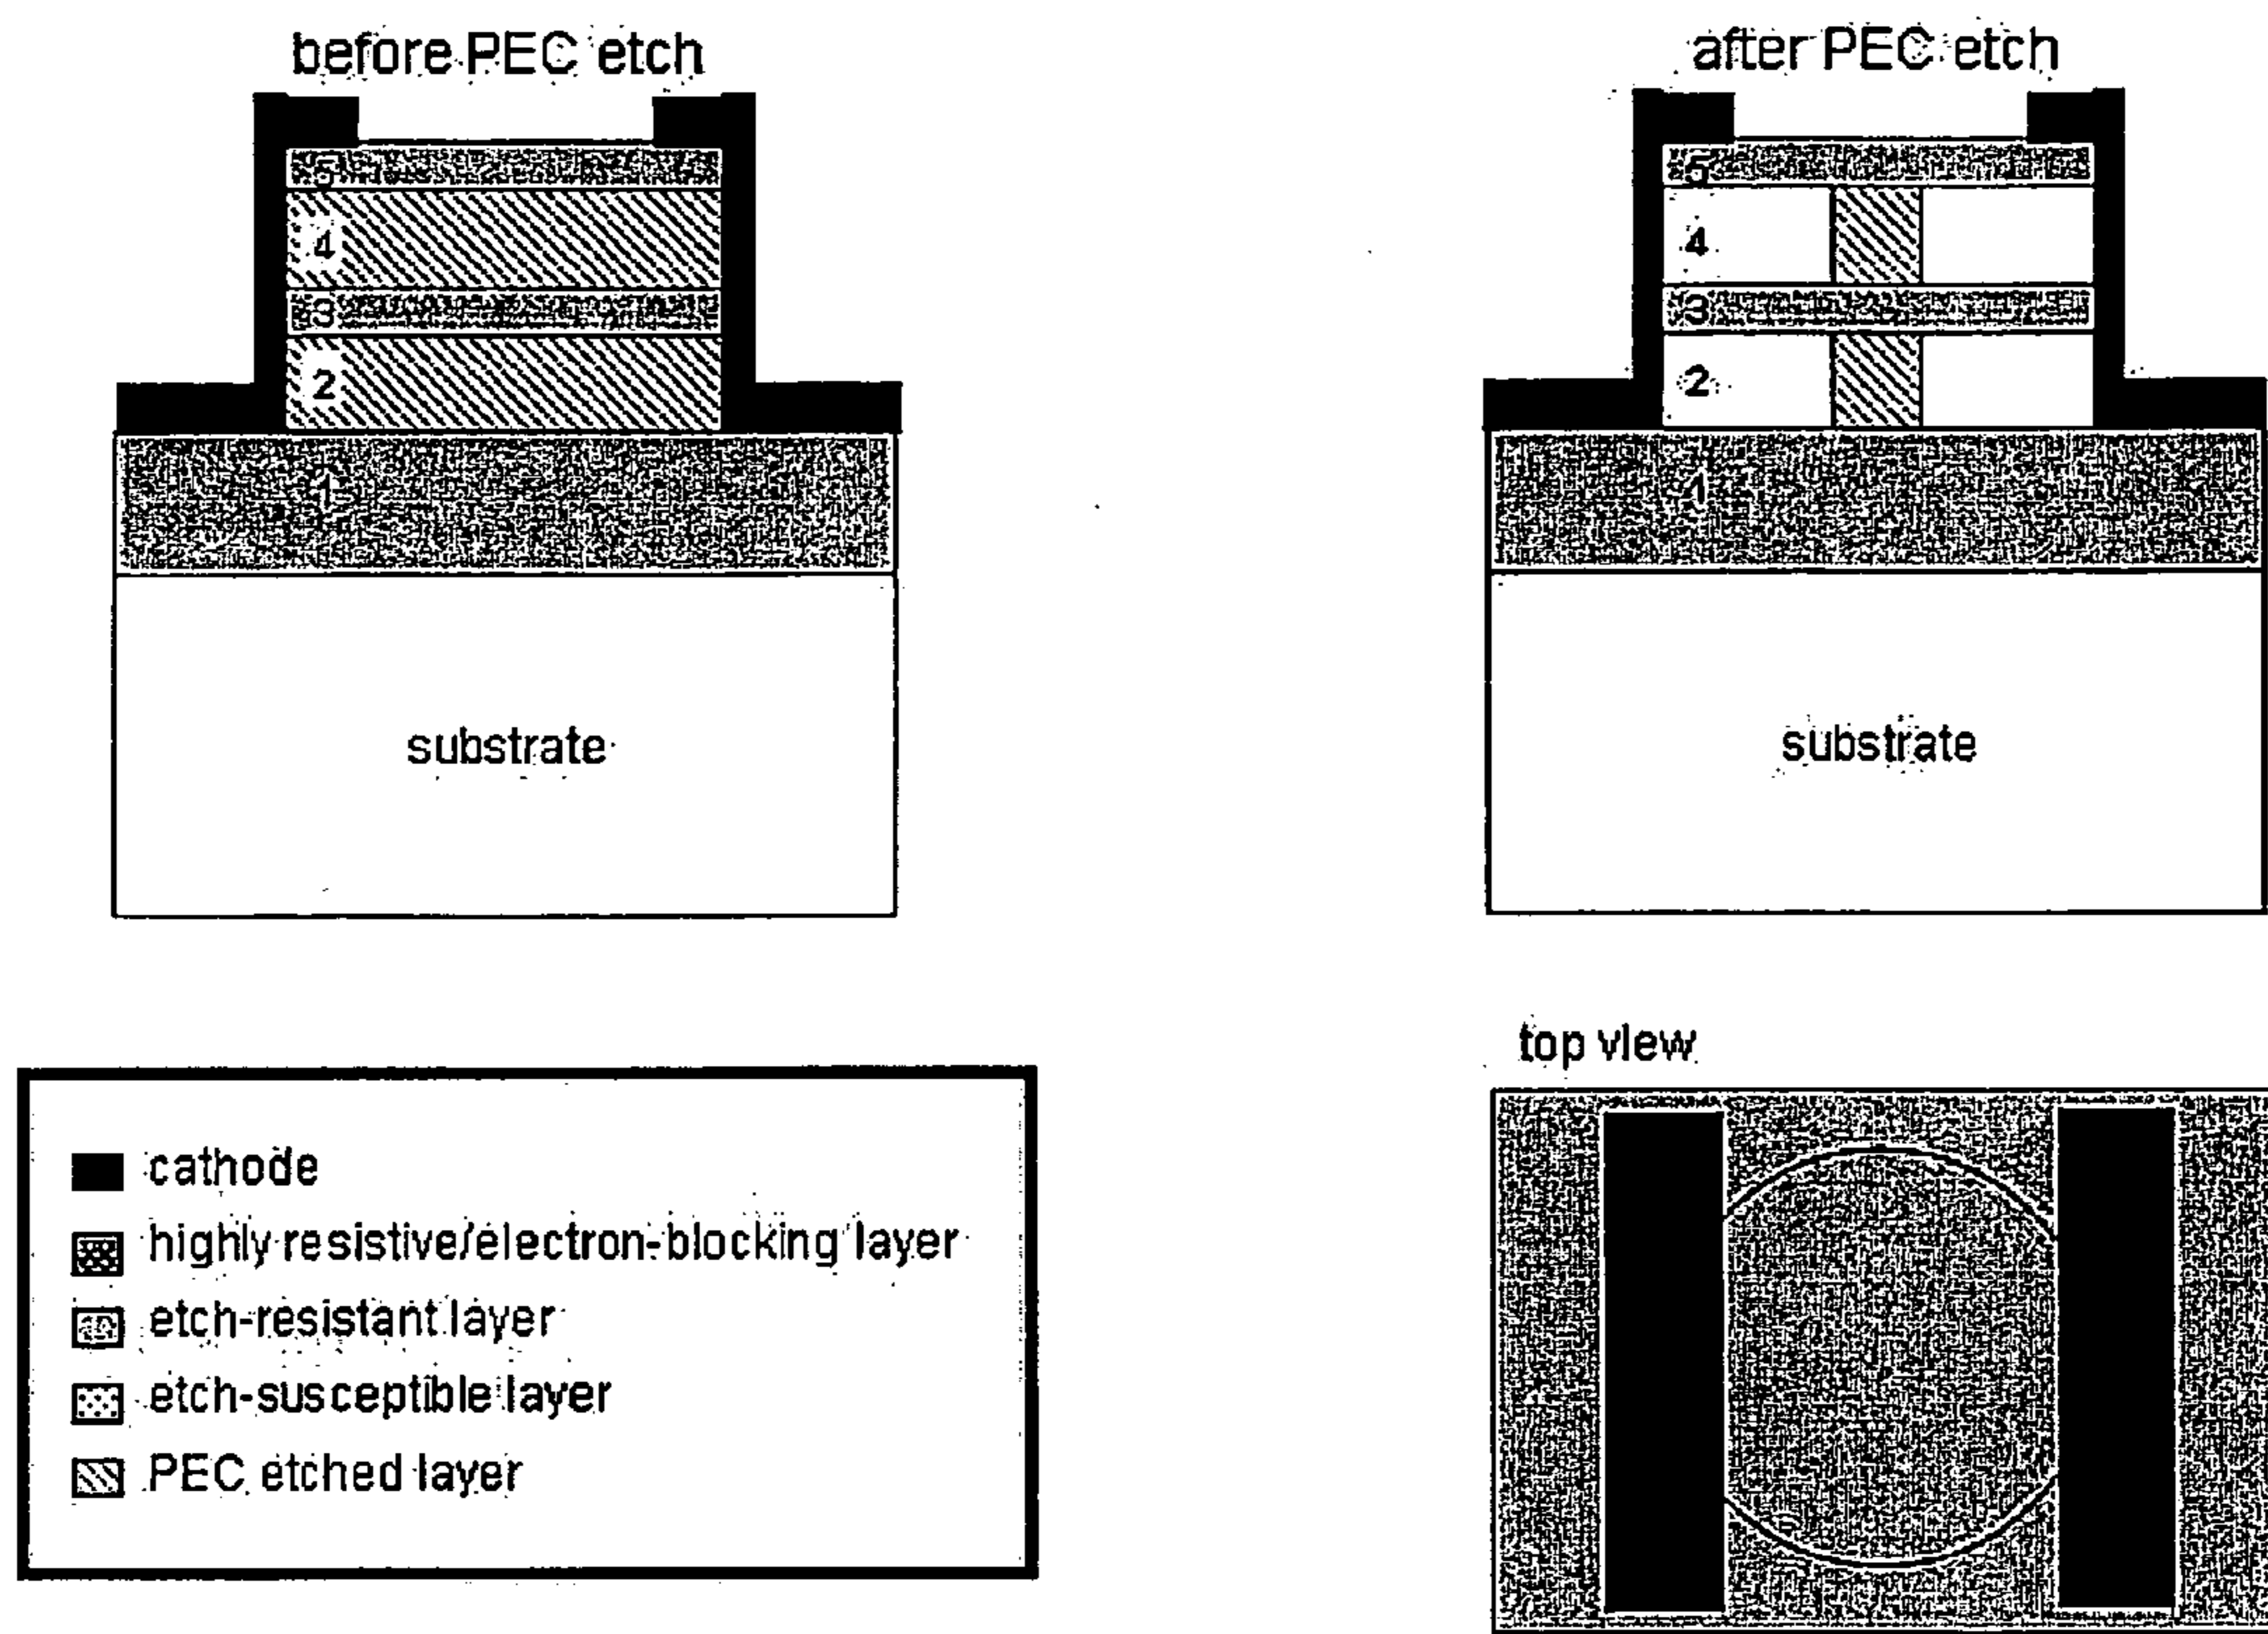 before PEC etch
5
4
3
2
1
substrate
after PEC etch
5
4
3
2
1
substrate
cathode
highly resistive/electron-blocking layer
etch-resistant layer
etch-susceptible layer
PEC etched layer
top view